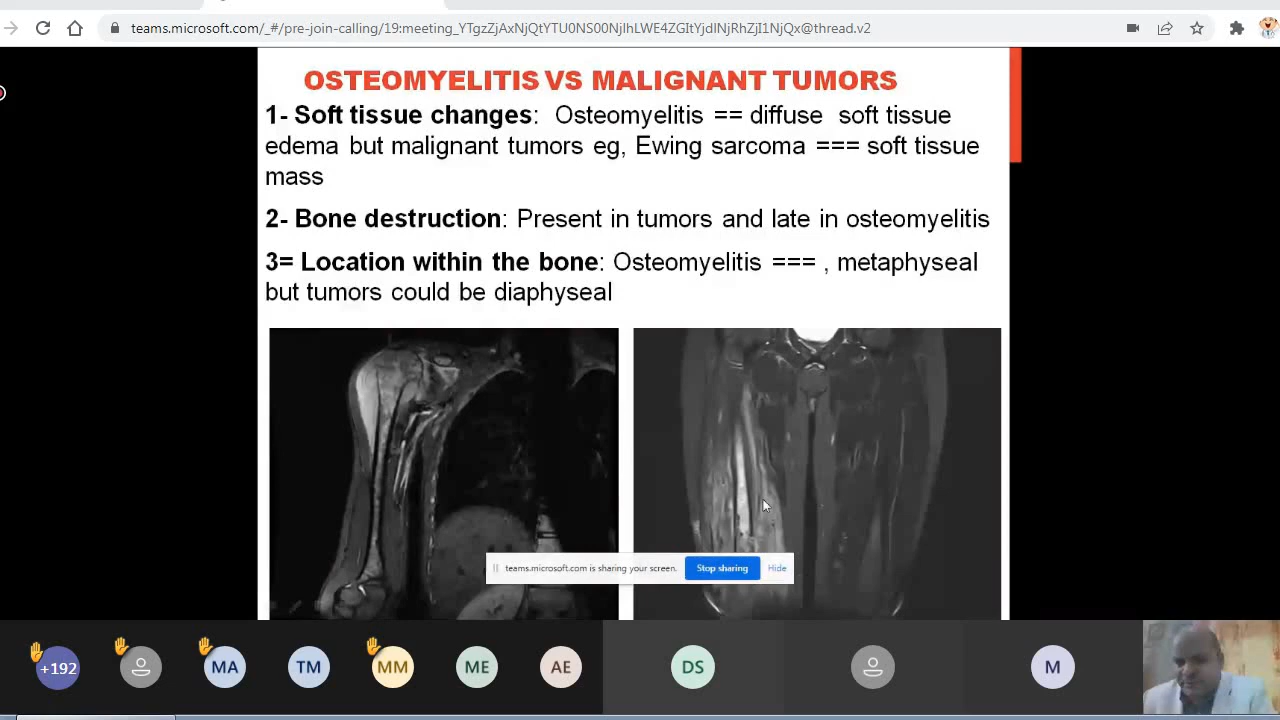 teams.microsoft.com/_#/pre-join-calling/19:meeting_YTgzZjAxNjQtYTU0NS00NjlhLWE4ZGItYjdlNjRhZjI1NjQx@thread.v2
OSTEOMYELITIS VS MALIGNANT TUMORS
1- Soft tissue changes: Osteomyelitis == diffuse soft tissue
edema but malignant tumors eg, Ewing sarcoma === soft tissue
mass
2- Bone destruction: Present in tumors and late in osteomyelitis
3= Location within the bone: Osteomyelitis === , metaphyseal
but tumors could be diaphyseal
teams.microsoft.com is sharing your screen.
Stop sharing
Hide
+192
MA
TM
MM
ME
AE
DS
M